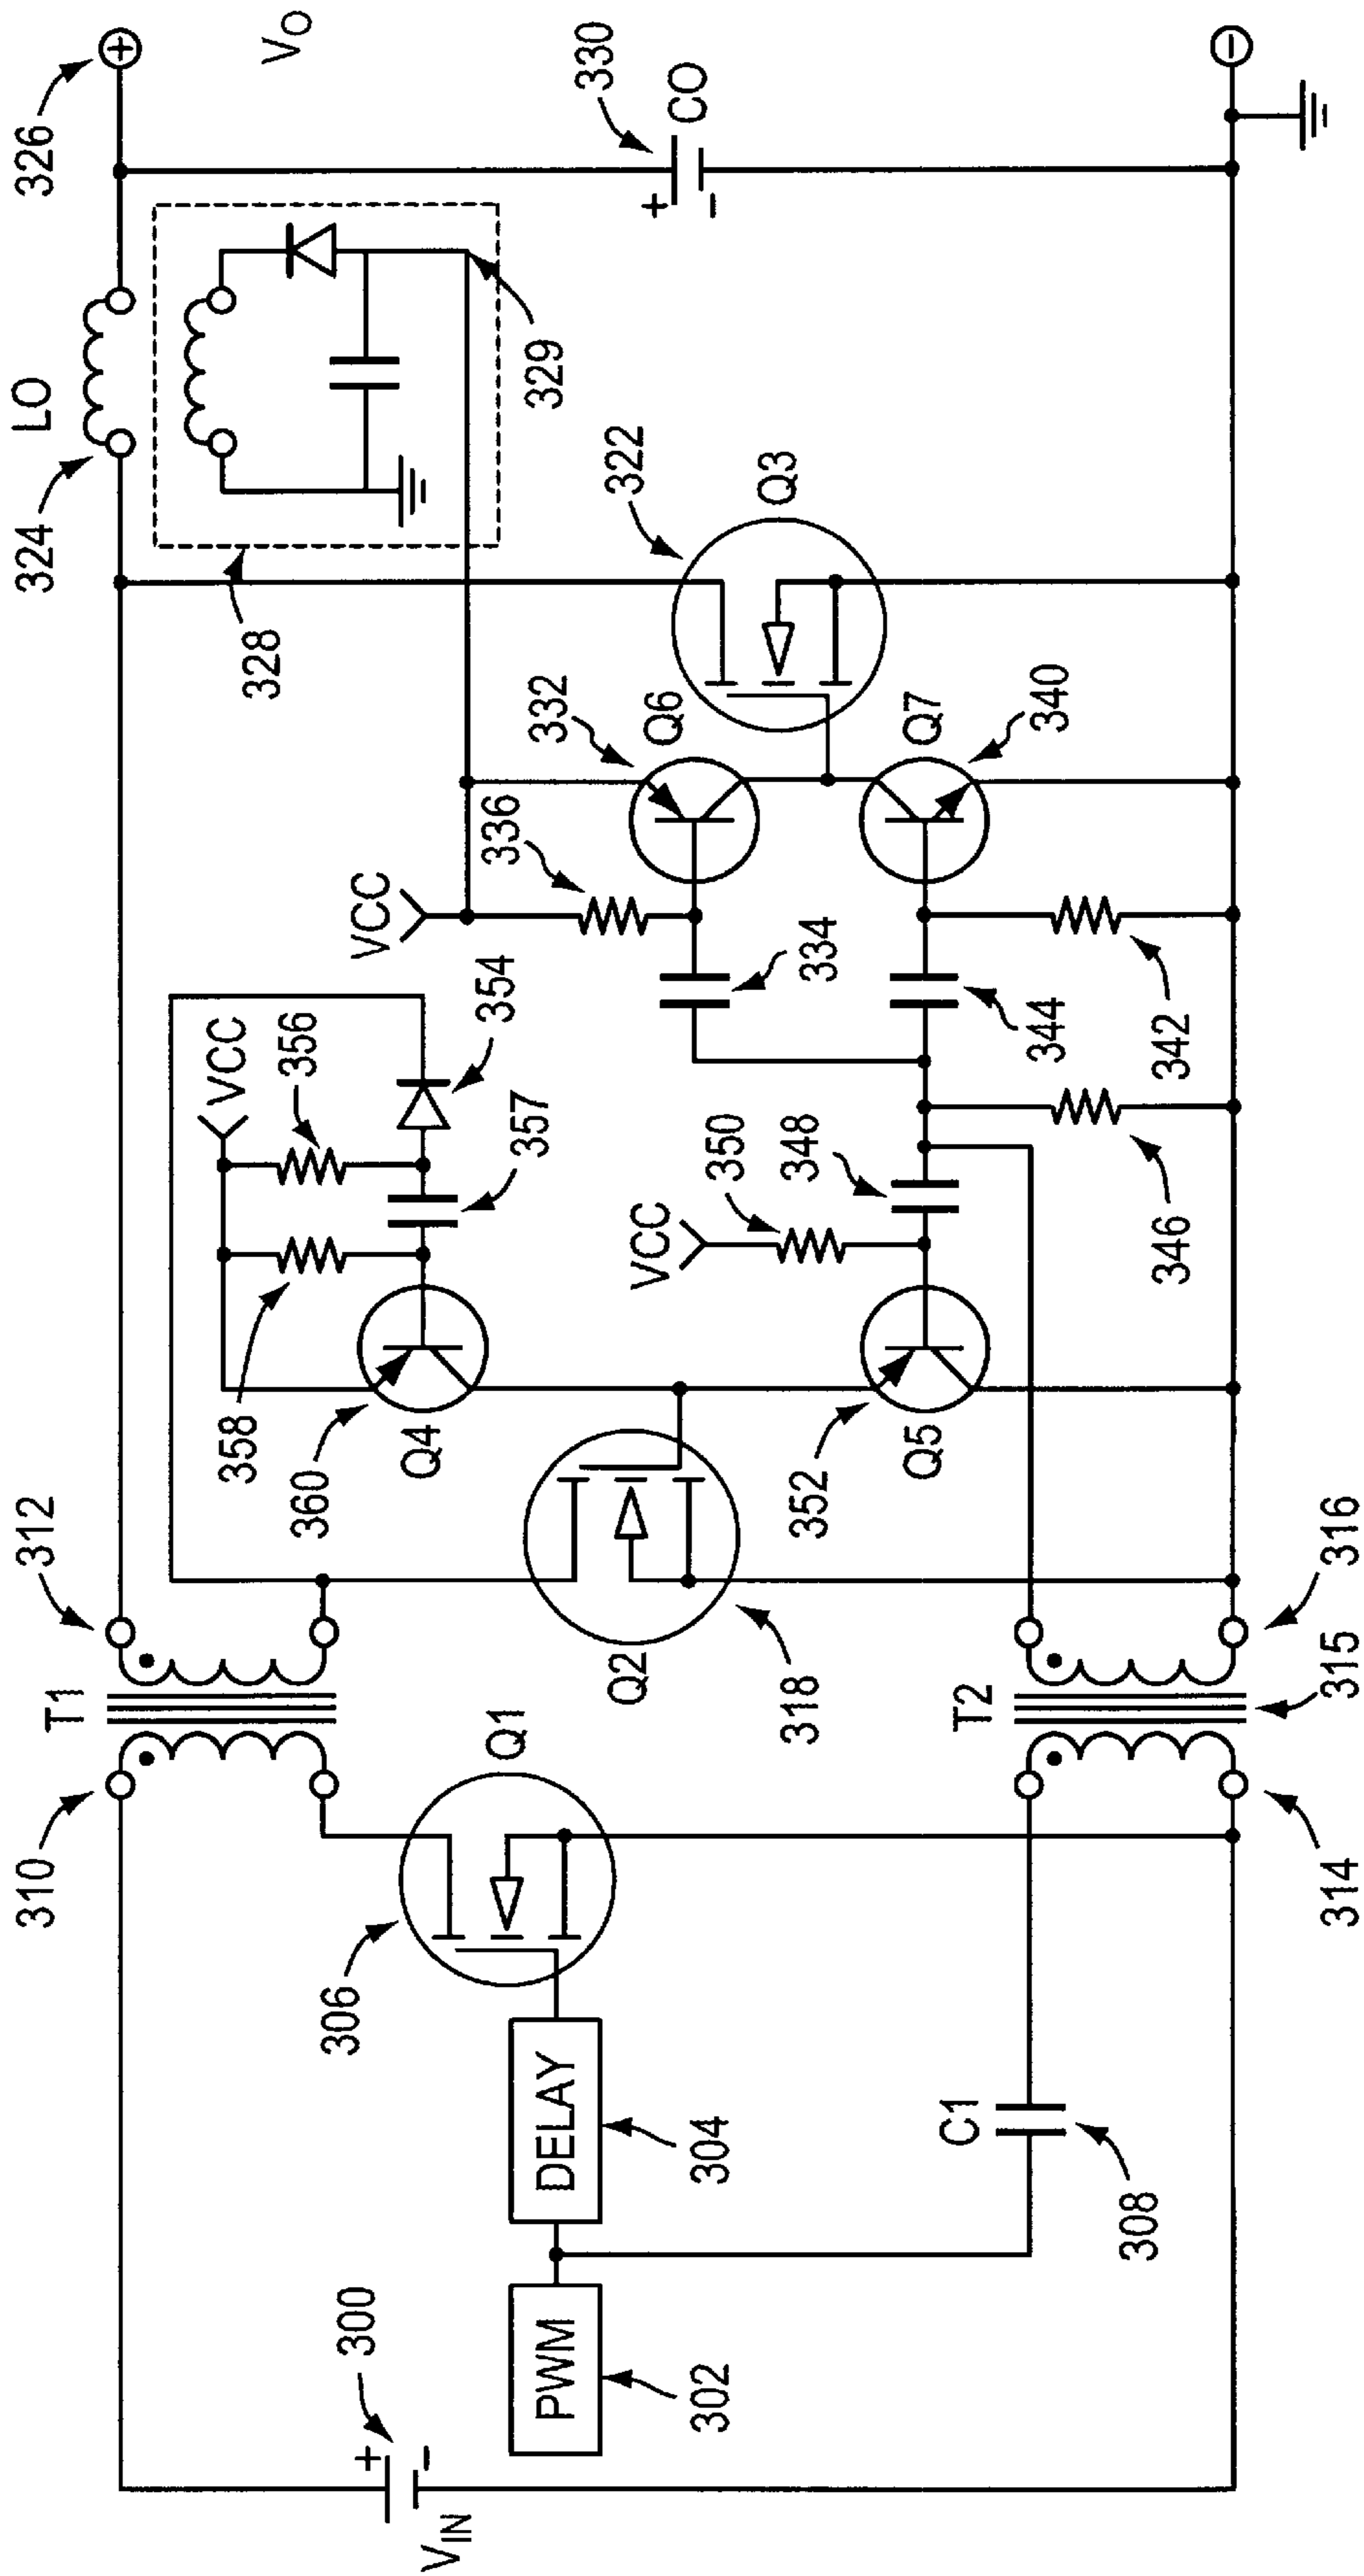 326
VO
LO
324
330
CO
+
-
329
328
322
Q3
332
Q6
336
VCC
340
Q7
334
354
VCC
356
357
344
342
350
348
VCC
346
358
360
Q4
352
Q5
312
T1
310
Q2
318
316
T2
315
314
Q1
306
DELAY
304
C1
308
PWM
302
300
+
-
VIN